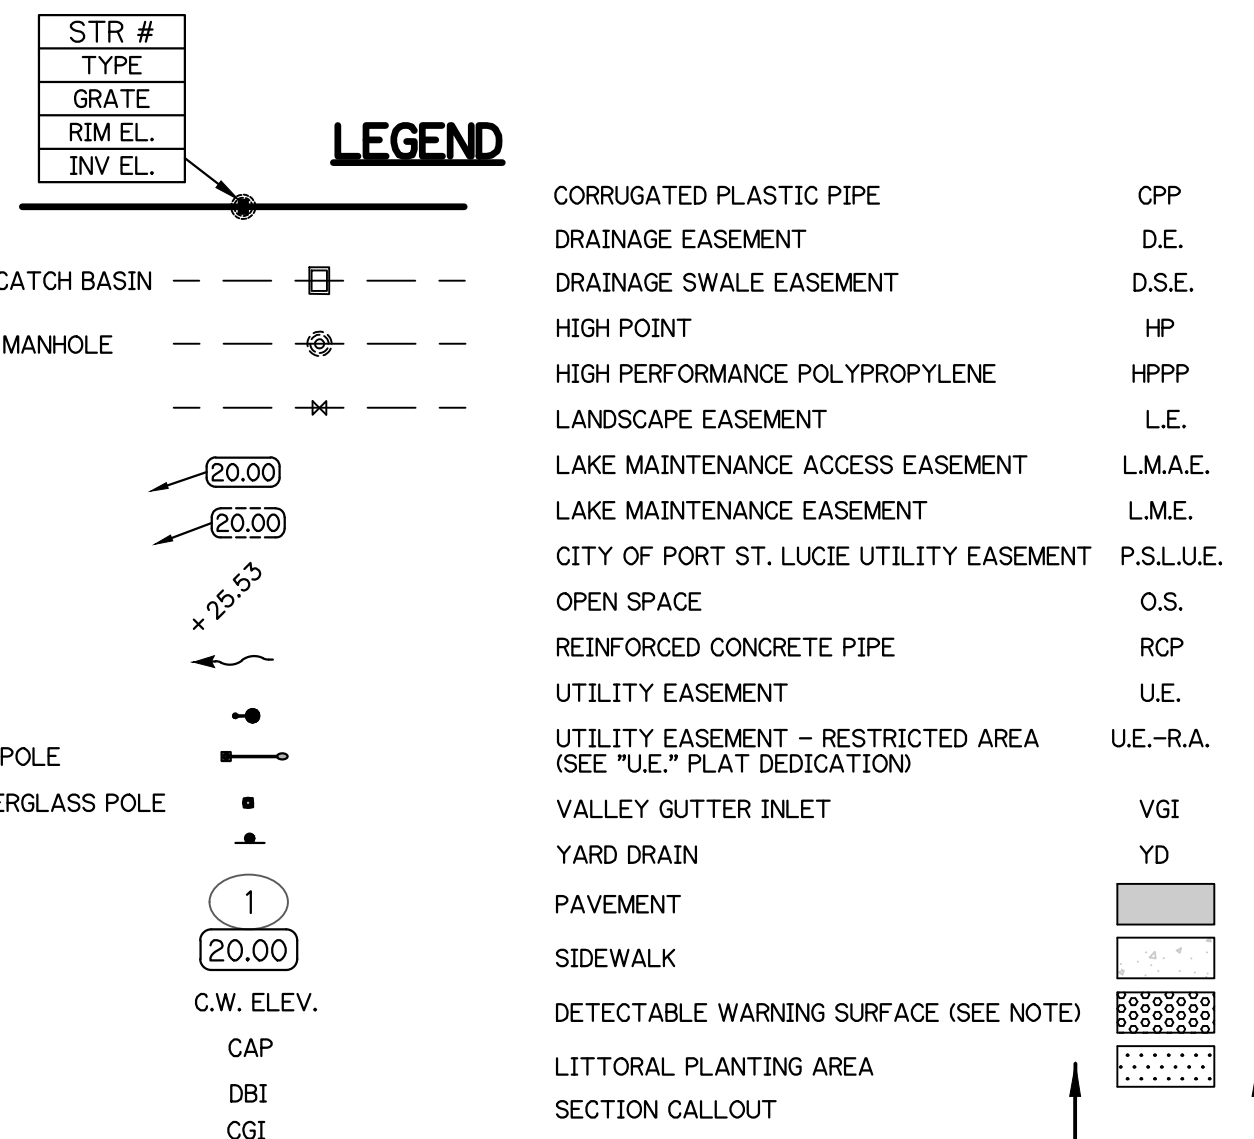 STR #
TYPE
GRATE
RIM EL.
INV EL.
LEGEND
CATCH BASIN
MANHOLE
20.00
20.00
+ 25.53
POLE
ERGLASS POLE
1
20.00
C.W. ELEV.
CAP
DBI
CGI
CORRUGATED PLASTIC PIPE CPP
DRAINAGE EASEMENT D.E.
DRAINAGE SWALE EASEMENT D.S.E.
HIGH POINT HP
HIGH PERFORMANCE POLYPROPYLENE HPPP
LANDSCAPE EASEMENT L.E.
LAKE MAINTENANCE ACCESS EASEMENT L.M.A.E.
LAKE MAINTENANCE EASEMENT L.M.E.
CITY OF PORT ST. LUCIE UTILITY EASEMENT P.S.L.U.E.
OPEN SPACE O.S.
REINFORCED CONCRETE PIPE RCP
UTILITY EASEMENT U.E.
UTILITY EASEMENT – RESTRICTED AREA U.E.–R.A.
(SEE "U.E." PLAT DEDICATION)
VALLEY GUTTER INLET VGI
YARD DRAIN YD
PAVEMENT
SIDEWALK
DETECTABLE WARNING SURFACE (SEE NOTE)
LITTORAL PLANTING AREA
SECTION CALLOUT